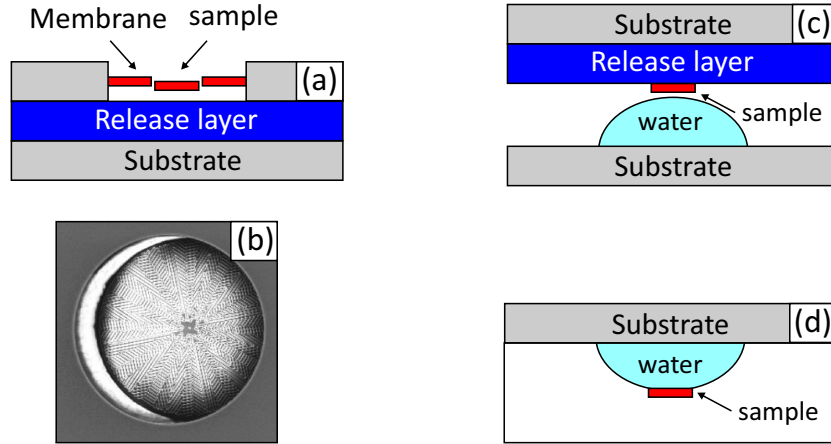 Membrane
sample
(a)
Release layer
Substrate
(b)
Substrate
(c)
Release layer
sample
water
Substrate
Substrate
(d)
water
sample